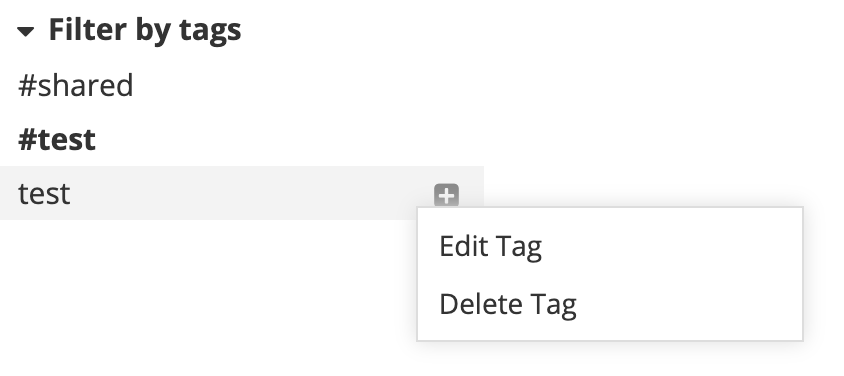 Filter by tags
#shared
#test
test
Edit Tag
Delete Tag